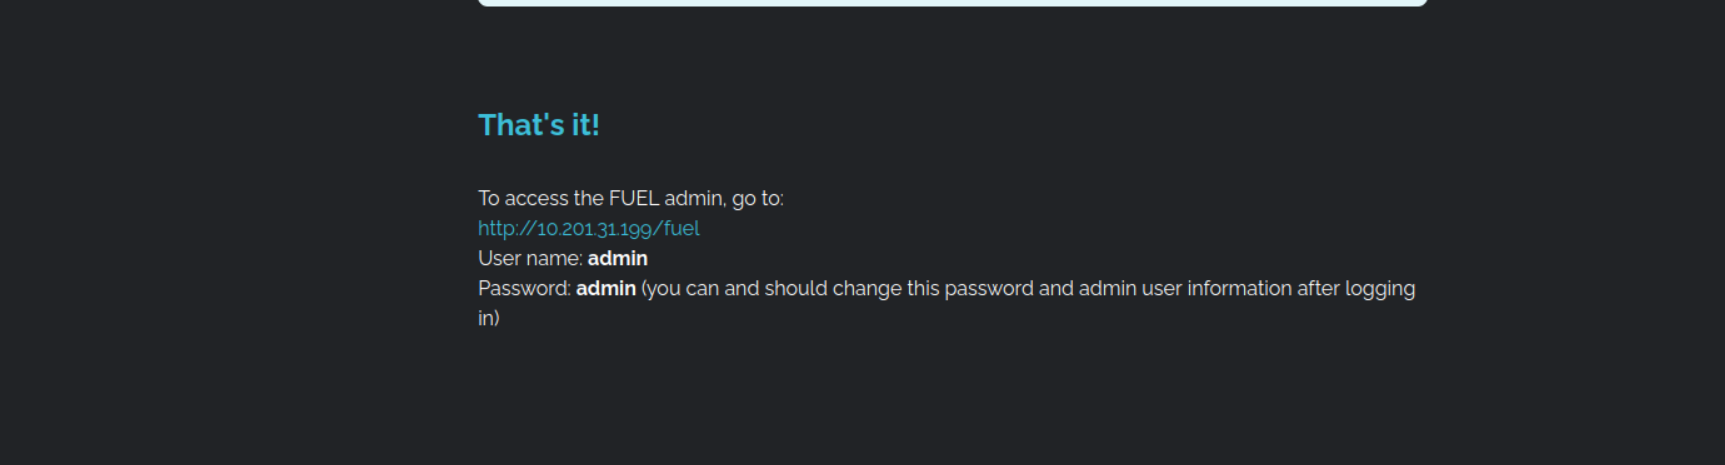 That's it!
To access the FUEL admin, go to:
http://10.201.31.199/fuel
User name: admin
Password: admin (you can and should change this password and admin user information after logging
in)